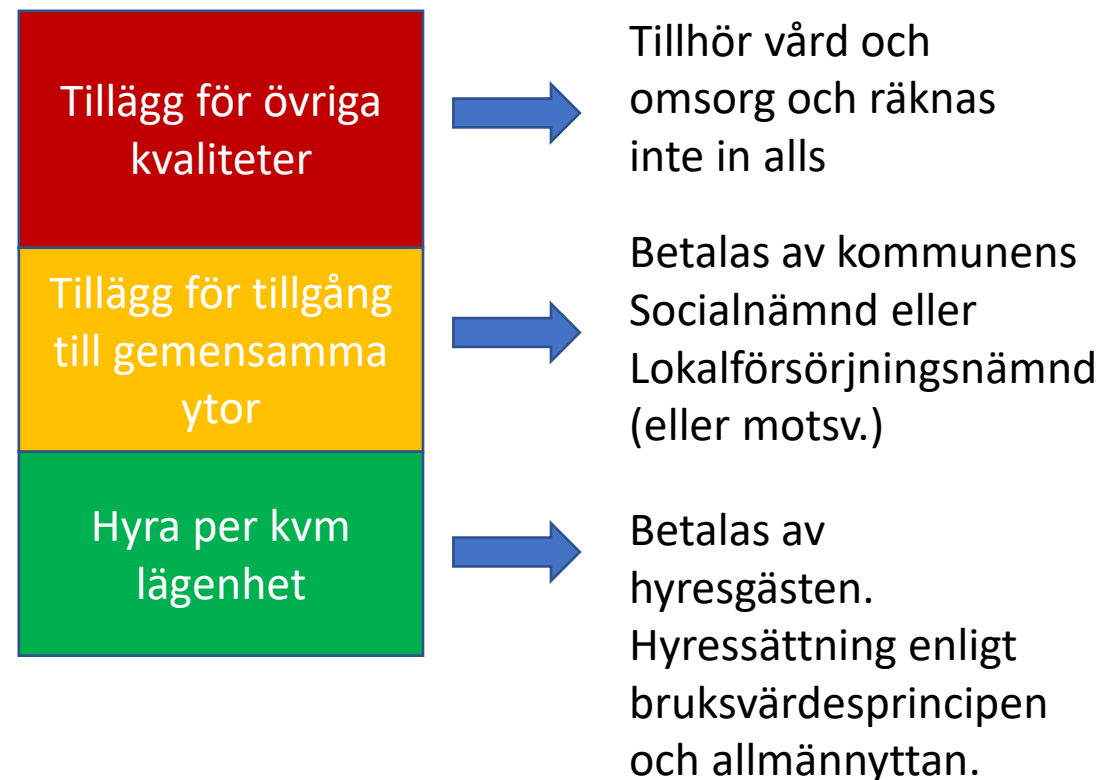 Tillägg för övriga
kvaliteter
Tillhör vård och
omsorg och räknas
inte in alls
Tillägg för tillgång
till gemensamma
ytor
Betalas av kommunens
Socialnämnd eller
Lokalförsörjningsnämnd
(eller motsv.)
Hyra per kvm
lägenhet
Betalas av
hyresgästen.
Hyressättning enligt
bruksvärdesprincipen
och allmännyttan.